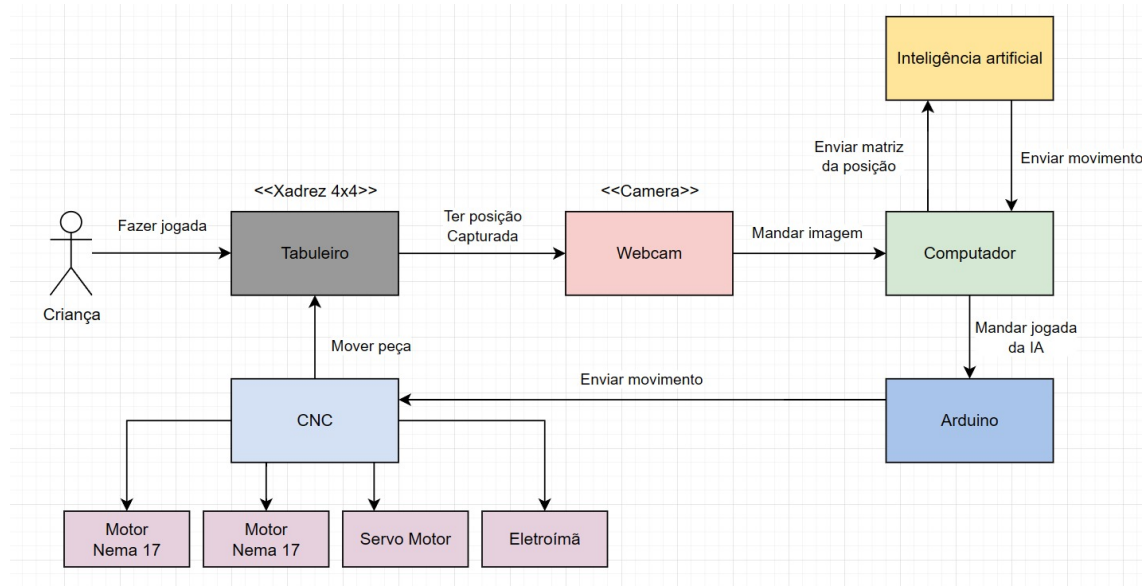 Inteligência artificial
Enviar matriz
da posição
Enviar movimento
<<Xadrez 4x4>>
<<Camera>>
Fazer jogada
Ter posição
Capturada
Mandar imagem
Tabuleiro
Webcam
Computador
Criança
Mandar jogada
da IA
Mover peça
Enviar movimento
CNC
Arduino
Motor
Nema 17
Motor
Nema 17
Servo Motor
Eletroímã